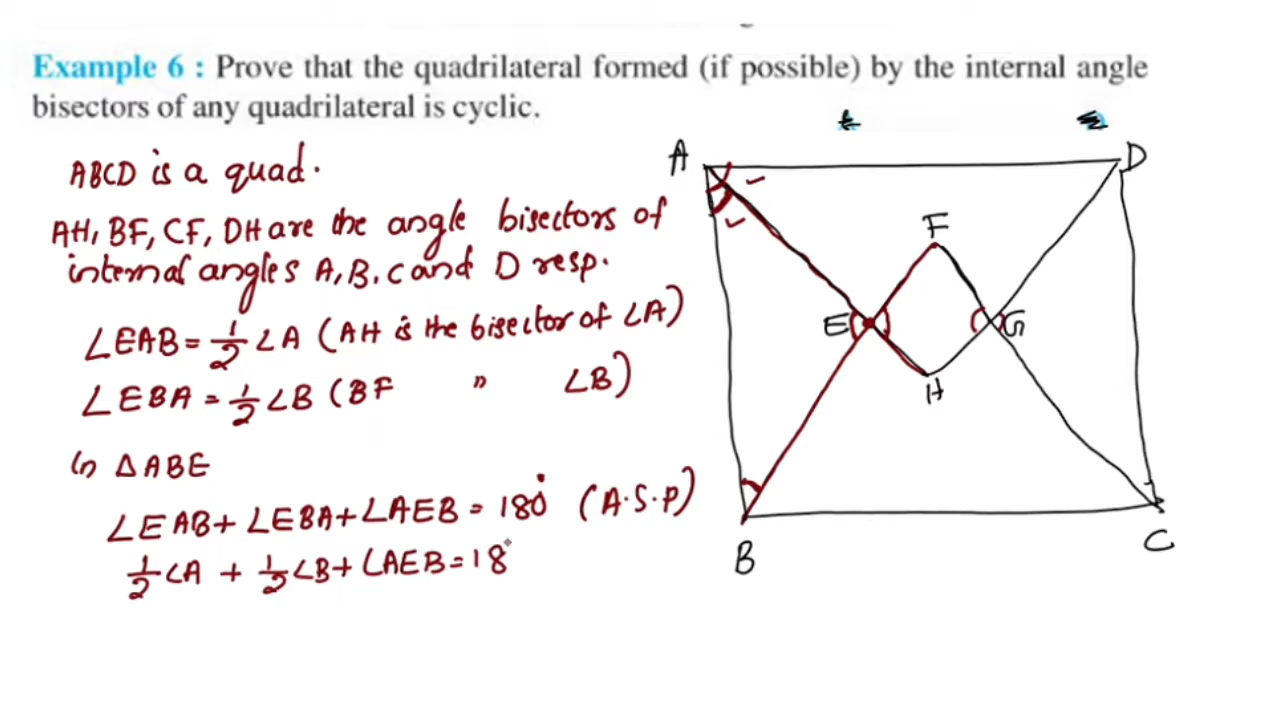 Example 6 : Prove that the quadrilateral formed (if possible) by the internal angle
bisectors of any quadrilateral is cyclic.
ABCD is a quad.
AH, BF, CF, DH are the angle bisectors of
internal angles A, B, C and D resp.
∠EAB = 1/2 ∠A (AH is the bisector of ∠A)
∠EBA = 1/2 ∠B (BF " ∠B)
In △ABE
∠EAB + ∠EBA + ∠AEB = 180° (A.S.P)
1/2 ∠A + 1/2 ∠B + ∠AEB = 18
A
D
F
E
G
H
B
C